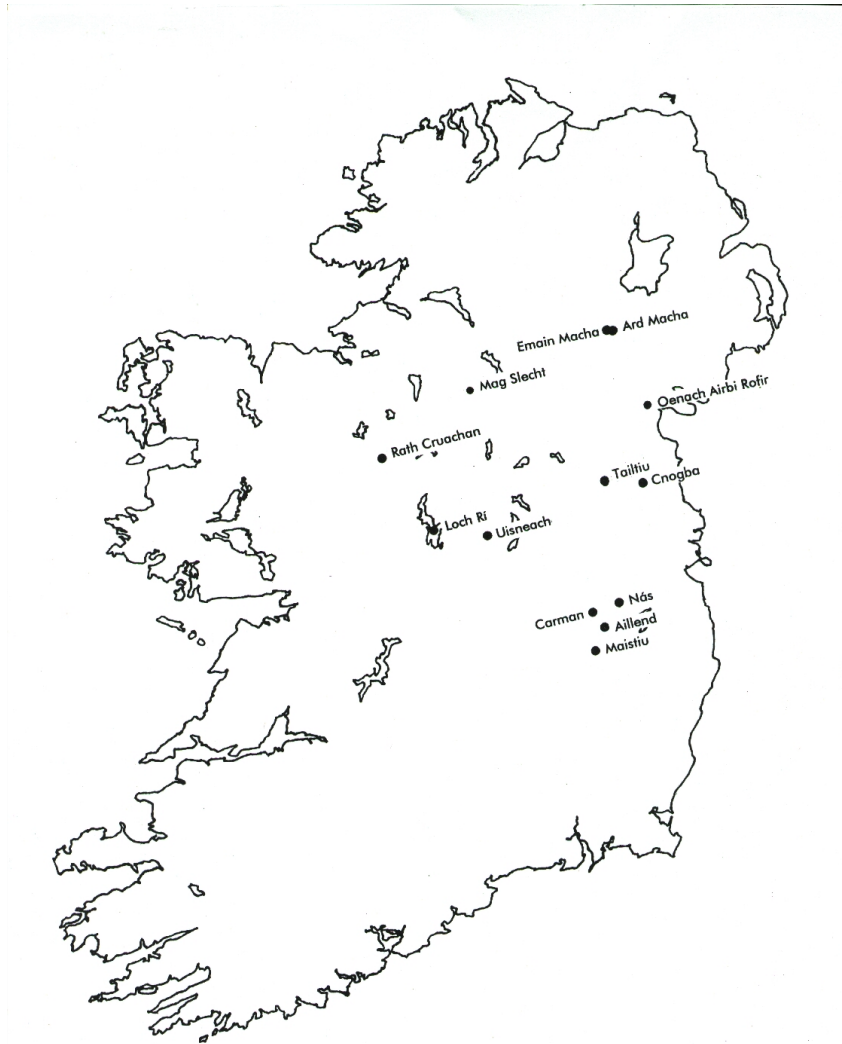 Emain Macha
Ard Macha
Mag Slecht
Oenach Airbi Rofir
Rath Cruachan
Tailtiu
Cnogba
Loch Rí
Uisneach
Nás
Carman
Aillend
Maistiu